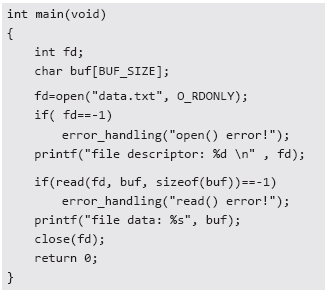 int main(void)
{
    int fd;
    char buf[BUF_SIZE];
    fd=open("data.txt", O_RDONLY);
    if( fd==-1)
        error_handling("open() error!");
    printf("file descriptor: %d \n" , fd);
    if(read(fd, buf, sizeof(buf))==-1)
        error_handling("read() error!");
    printf("file data: %s", buf);
    close(fd);
    return 0;
}